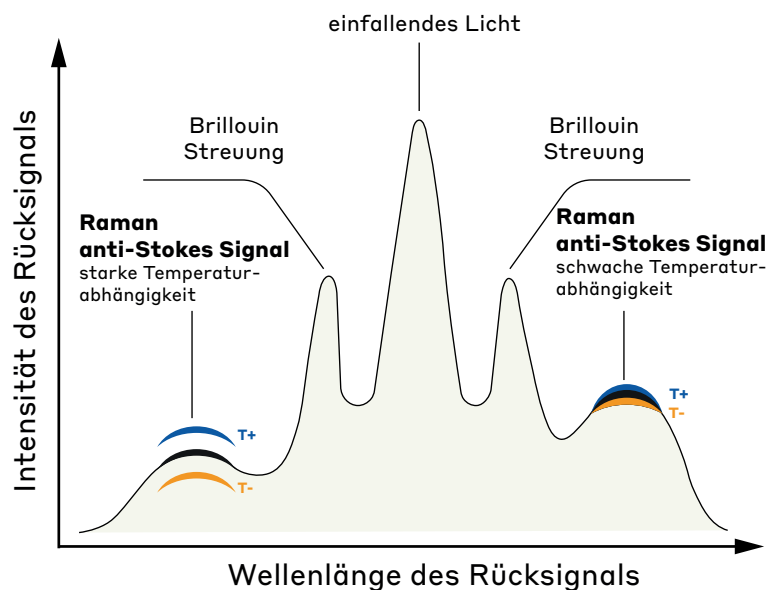 einfallendes Licht
Brillouin
Streuung
Brillouin
Streuung
Raman
anti-Stokes Signal
starke Temperatur-
abhängigkeit
Raman
anti-Stokes Signal
schwache Temperatur-
abhängigkeit
T+
T-
T+
T-
Intensität des Rücksignals
Wellenlänge des Rücksignals